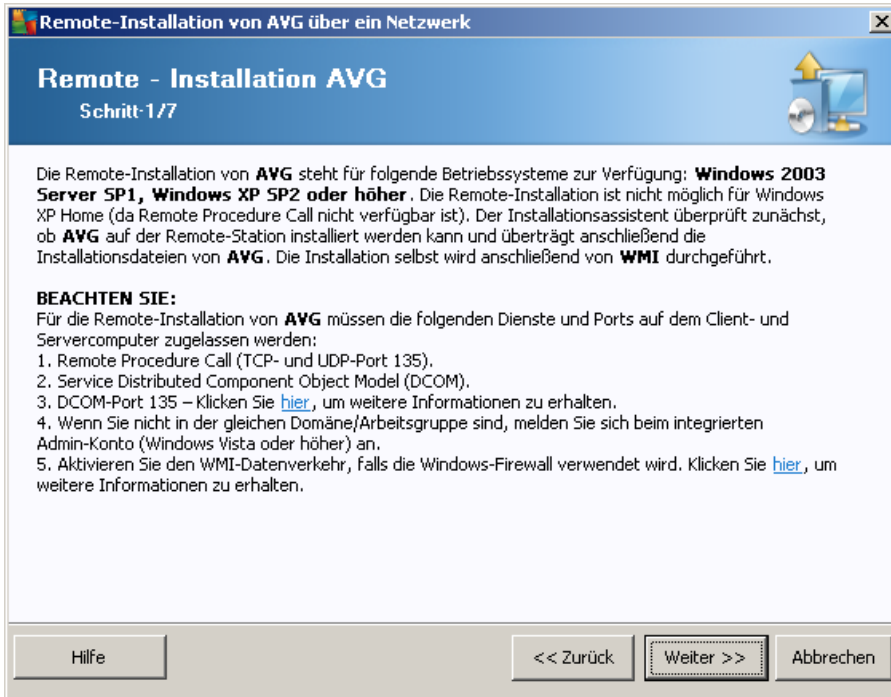 Remote-Installation von AVG über ein Netzwerk
Remote - Installation AVG
Schritt-1/7
Die Remote-Installation von AVG steht für folgende Betriebssysteme zur Verfügung: Windows 2003
Server SP1, Windows XP SP2 oder höher. Die Remote-Installation ist nicht möglich für Windows
XP Home (da Remote Procedure Call nicht verfügbar ist). Der Installationsassistent überprüft zunächst,
ob AVG auf der Remote-Station installiert werden kann und überträgt anschließend die
Installationsdateien von AVG. Die Installation selbst wird anschließend von WMI durchgeführt.
BEACHTEN SIE:
Für die Remote-Installation von AVG müssen die folgenden Dienste und Ports auf dem Client- und
Servercomputer zugelassen werden:
1. Remote Procedure Call (TCP- und UDP-Port 135).
2. Service Distributed Component Object Model (DCOM).
3. DCOM-Port 135 – Klicken Sie hier, um weitere Informationen zu erhalten.
4. Wenn Sie nicht in der gleichen Domäne/Arbeitsgruppe sind, melden Sie sich beim integrierten
Admin-Konto (Windows Vista oder höher) an.
5. Aktivieren Sie den WMI-Datenverkehr, falls die Windows-Firewall verwendet wird. Klicken Sie hier, um
weitere Informationen zu erhalten.
Hilfe
<< Zurück
Weiter >>
Abbrechen